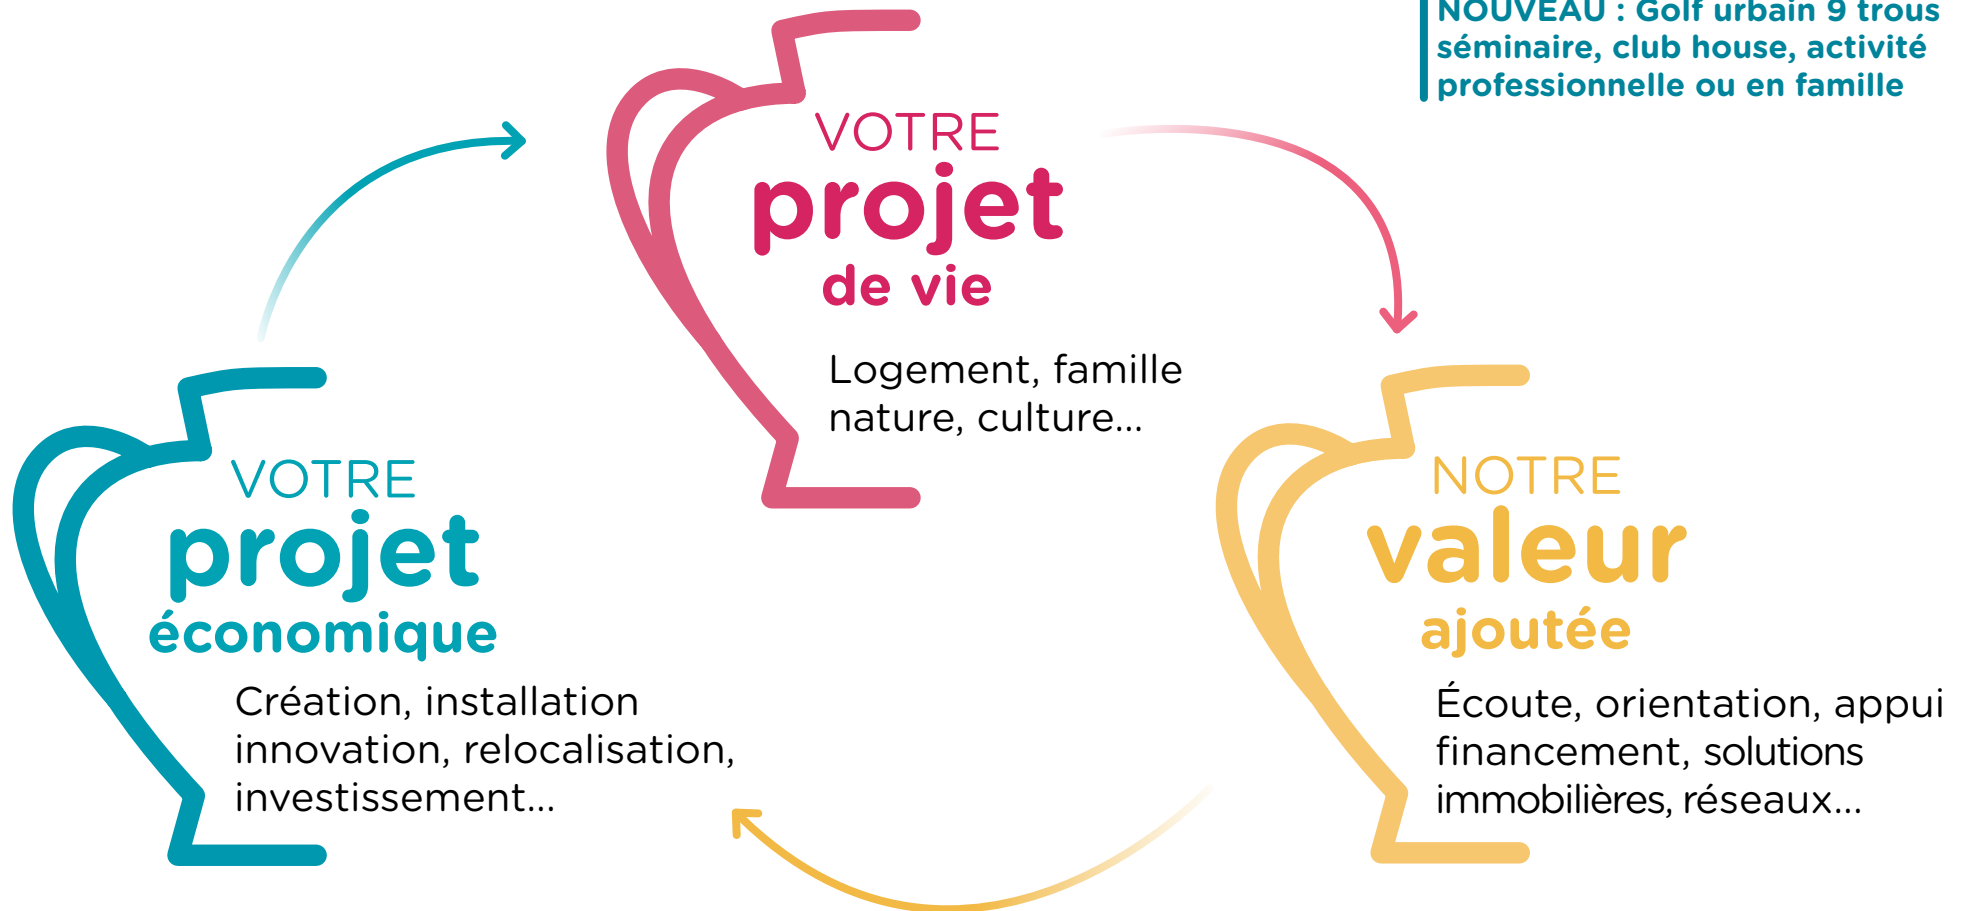 NOUVEAU : Golf urbain 9 trous
séminaire, club house, activité
professionnelle ou en famille
VOTRE
projet
de vie
Logement, famille
nature, culture...
VOTRE
projet
économique
Création, installation
innovation, relocalisation,
investissement...
NOTRE
valeur
ajoutée
Écoute, orientation, appui
financement, solutions
immobilières, réseaux...